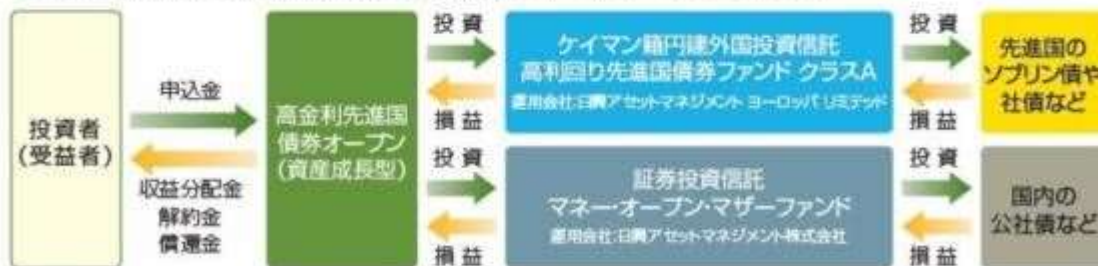 投資者
(受益者)
申込金
収益分配金
解約金
償還金
高金利先進国
債券オープン
(資産成長型)
投 資
損 益
ケイマン籍円建外国投資信託
高利回り先進国債券ファンド クラスA
運用会社:日興アセットマネジメント ヨーロッパ リミテッド
投 資
損 益
先進国の
ソブリン債や
社債など
投 資
損 益
証券投資信託
マネー・オープン・マザーファンド
運用会社:日興アセットマネジメント株式会社
投 資
損 益
国内の
公社債など